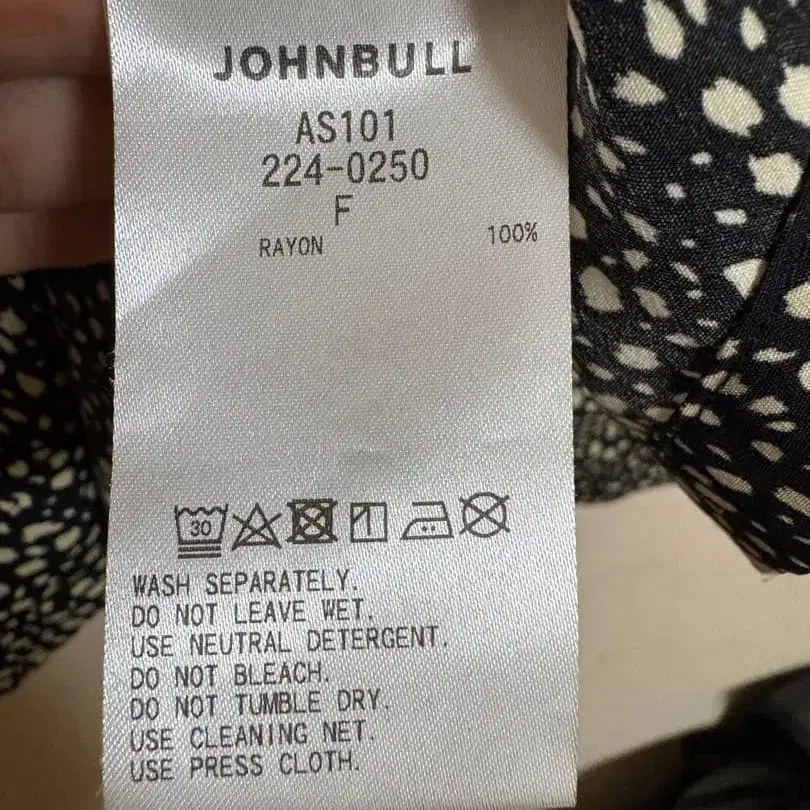 JOHNBULL
AS101
224-0250
F
RAYON 100%
30
WASH SEPARATELY.
DO NOT LEAVE WET.
USE NEUTRAL DETERGENT.
DO NOT BLEACH.
DO NOT TUMBLE DRY.
USE CLEANING NET.
USE PRESS CLOTH.